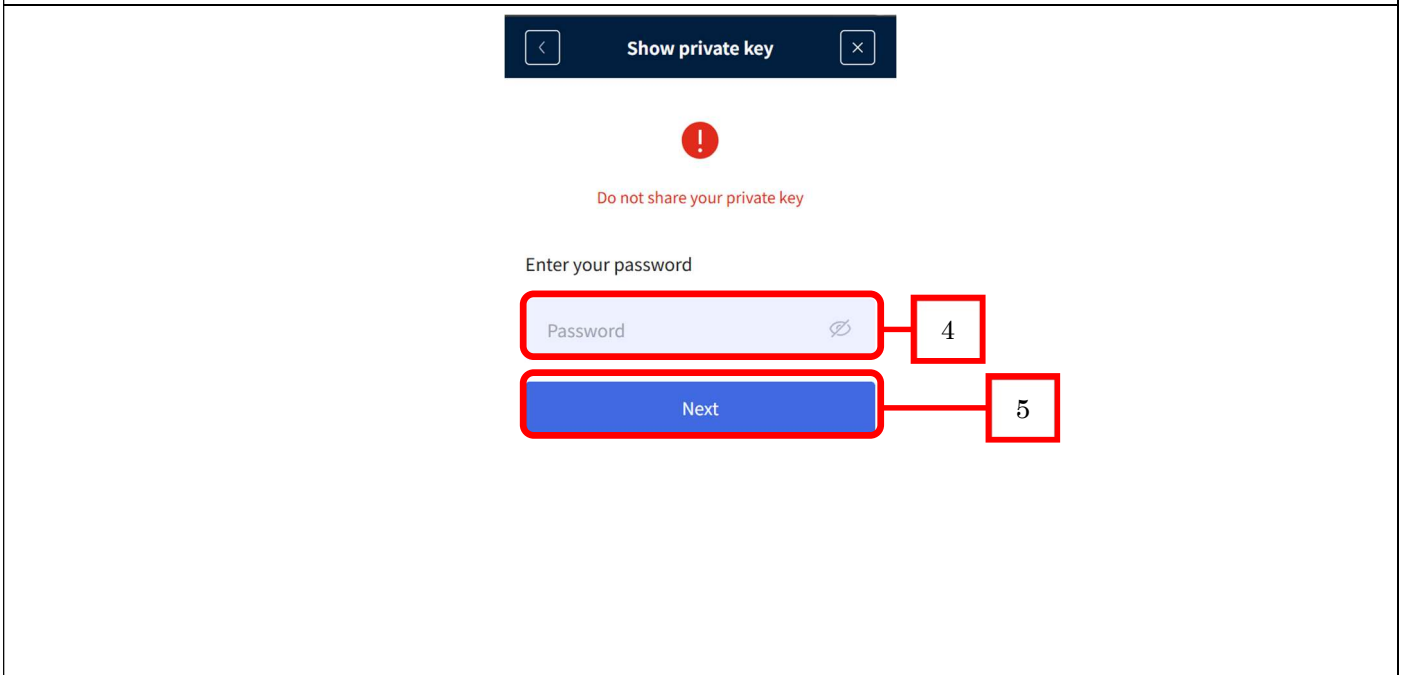 Show private key
Do not share your private key
Enter your password
Password
4
Next
5